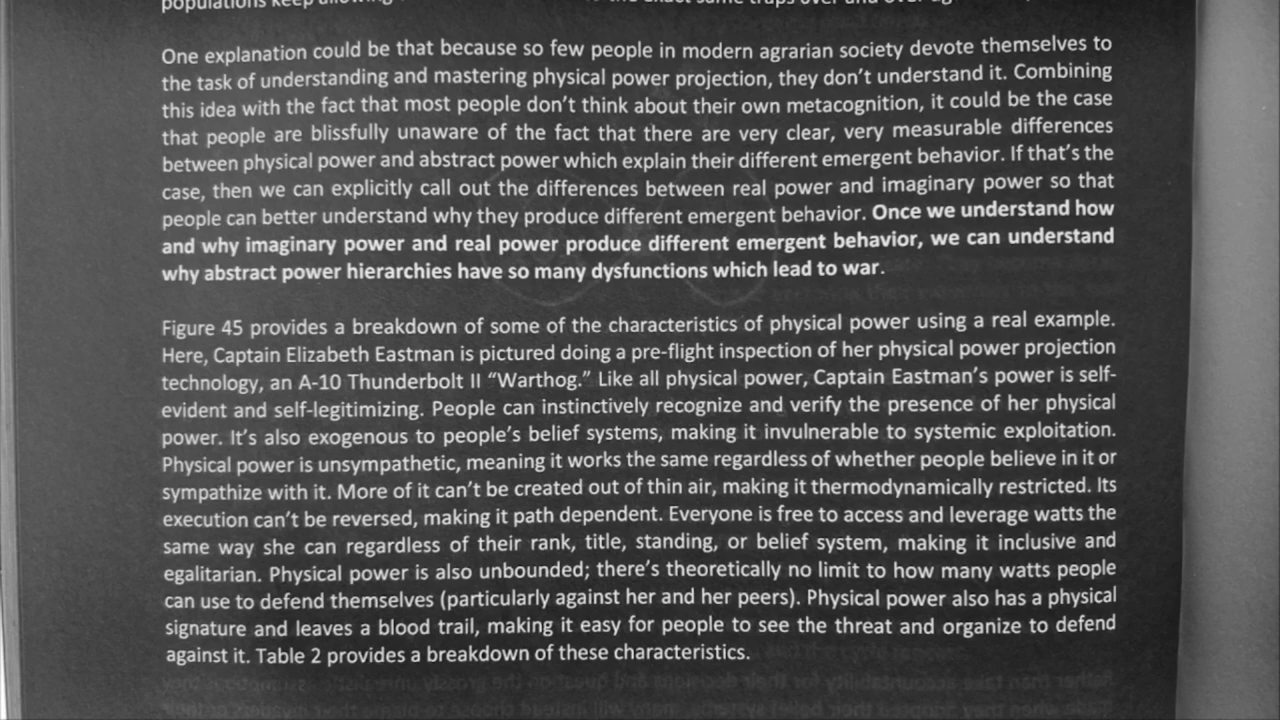 populations keep
One explanation could be that because so few people in modern agrarian society devote themselves to
the task of understanding and mastering physical power projection, they don’t understand it. Combining
this idea with the fact that most people don’t think about their own metacognition, it could be the case
that people are blissfully unaware of the fact that there are very clear, very measurable differences
between physical power and abstract power which explain their different emergent behavior. If that’s the
case, then we can explicitly call out the differences between real power and imaginary power so that
people can better understand why they produce different emergent behavior. Once we understand how
and why imaginary power and real power produce different emergent behavior, we can understand
why abstract power hierarchies have so many dysfunctions which lead to war.
Figure 45 provides a breakdown of some of the characteristics of physical power using a real example.
Here, Captain Elizabeth Eastman is pictured doing a pre-flight inspection of her physical power projection
technology, an A-10 Thunderbolt II “Warthog.” Like all physical power, Captain Eastman’s power is self-
evident and self-legitimizing. People can instinctively recognize and verify the presence of her physical
power. It’s also exogenous to people’s belief systems, making it invulnerable to systemic exploitation.
Physical power is unsympathetic, meaning it works the same regardless of whether people believe in it or
sympathize with it. More of it can’t be created out of thin air, making it thermodynamically restricted. Its
execution can’t be reversed, making it path dependent. Everyone is free to access and leverage watts the
same way she can regardless of their rank, title, standing, or belief system, making it inclusive and
egalitarian. Physical power is also unbounded; there’s theoretically no limit to how many watts people
can use to defend themselves (particularly against her and her peers). Physical power also has a physical
signature and leaves a blood trail, making it easy for people to see the threat and organize to defend
against it. Table 2 provides a breakdown of these characteristics.